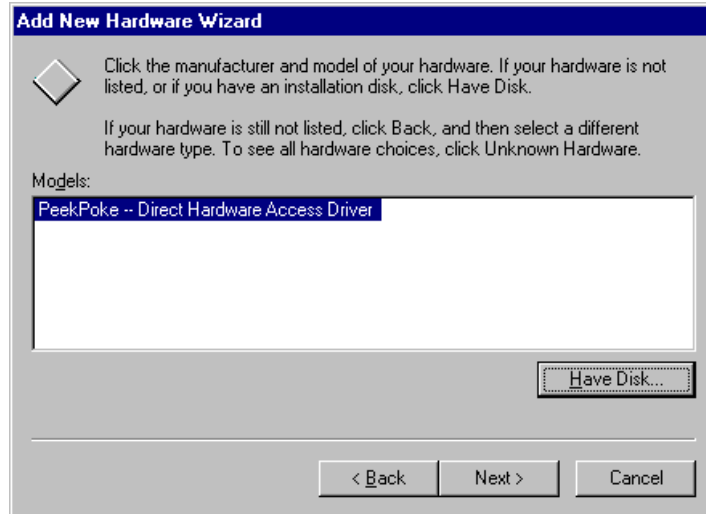 Add New Hardware Wizard
Click the manufacturer and model of your hardware. If your hardware is not
listed, or if you have an installation disk, click Have Disk.
If your hardware is still not listed, click Back, and then select a different
hardware type. To see all hardware choices, click Unknown Hardware.
Models:
PeekPoke -- Direct Hardware Access Driver
Have Disk...
< Back Next > Cancel